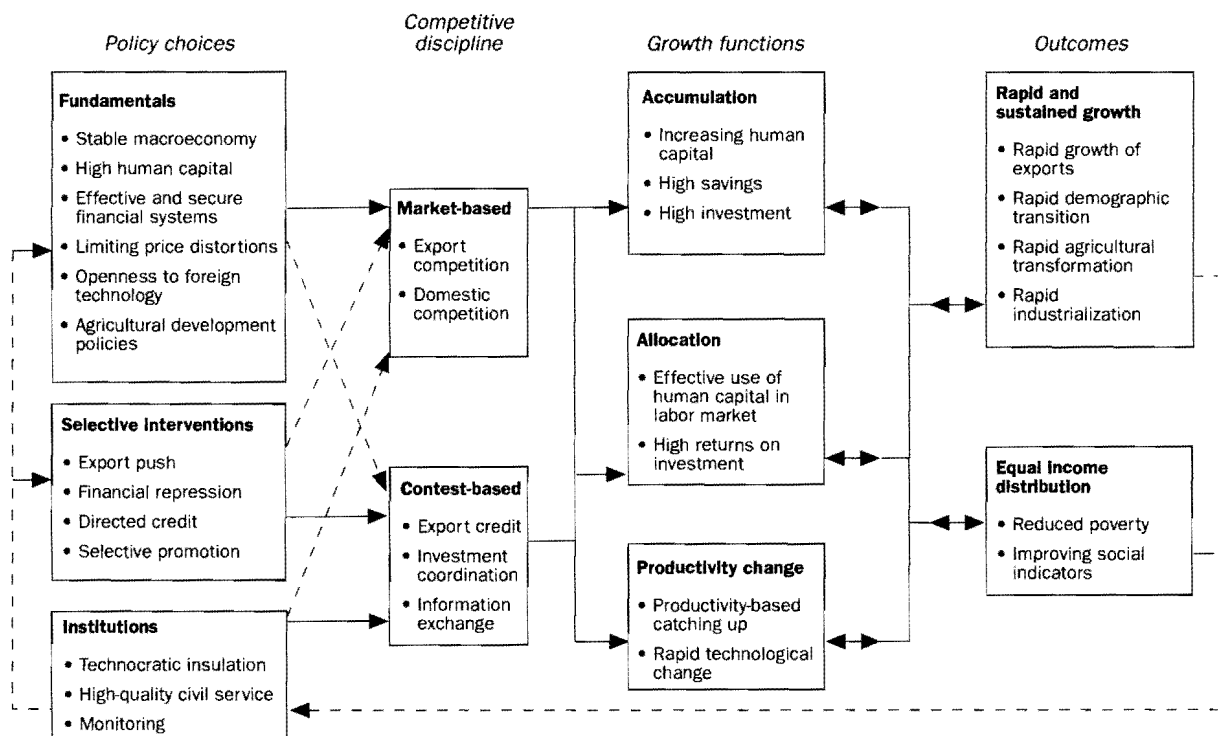 Policy choices
Competitive
discipline
Growth functions
Outcomes
Fundamentals
• Stable macroeconomy
• High human capital
• Effective and secure
financial systems
• Limiting price distortions
• Openness to foreign
technology
• Agricultural development
policies
Selective interventions
• Export push
• Financial repression
• Directed credit
• Selective promotion
Institutions
• Technocratic insulation
• High-quality civil service
• Monitoring
Market-based
• Export
competition
• Domestic
competition
Contest-based
• Export credit
• Investment
coordination
• Information
exchange
Accumulation
• Increasing human
capital
• High savings
• High investment
Allocation
• Effective use of
human capital in
labor market
• High returns on
investment
Productivity change
• Productivity-based
catching up
• Rapid technological
change
Rapid and
sustained growth
• Rapid growth of
exports
• Rapid demographic
transition
• Rapid agricultural
transformation
• Rapid
industrialization
Equal income
distribution
• Reduced poverty
• Improving social
indicators